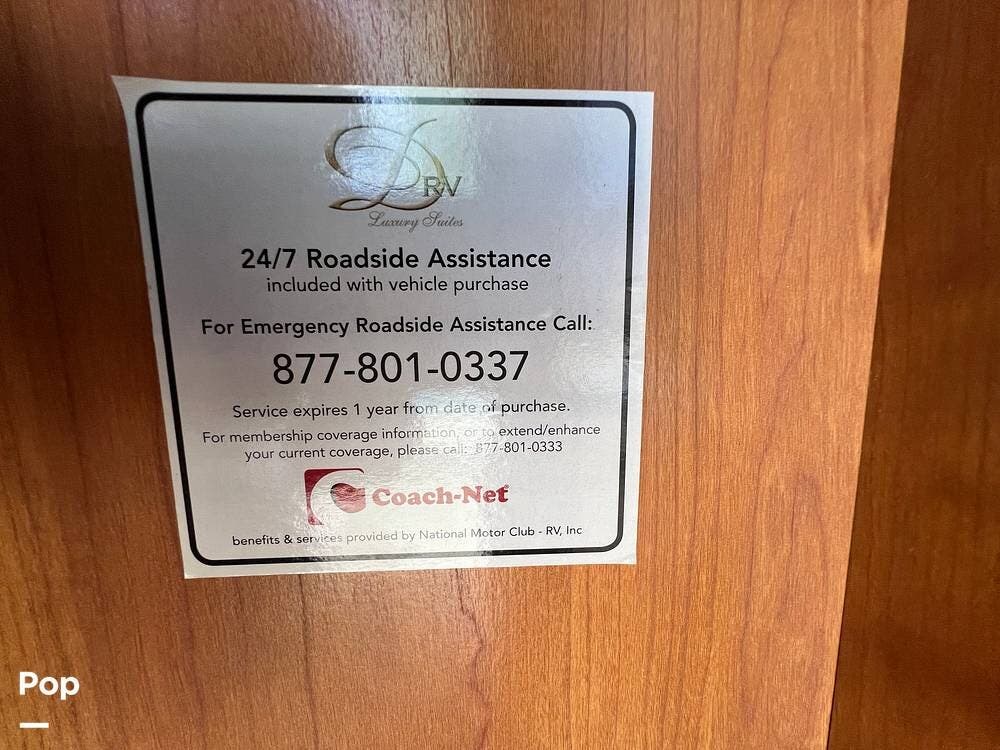 DRV
Luxury Suites
24/7 Roadside Assistance
included with vehicle purchase
For Emergency Roadside Assistance Call:
877-801-0337
Service expires 1 year from date of purchase.
For membership coverage information, or to extend/enhance
your current coverage, please call: 877-801-0333
Coach-Net®
benefits & services provided by National Motor Club - RV, Inc
Pop